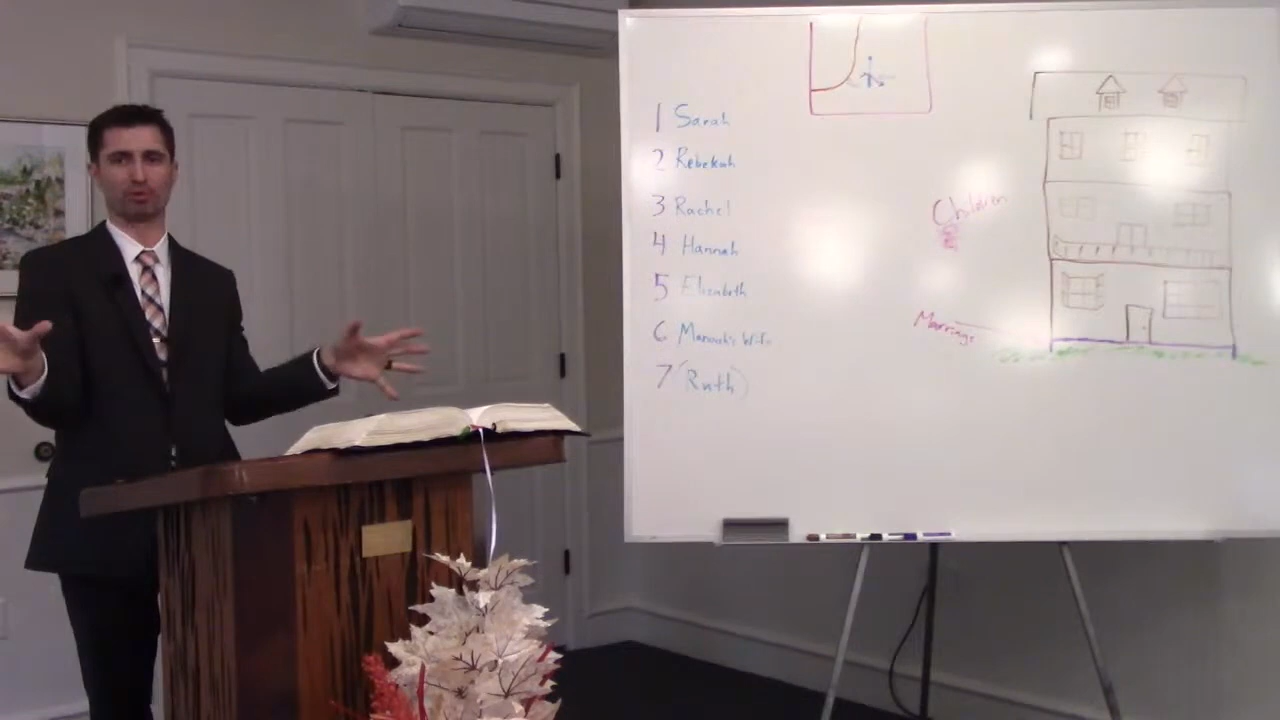 1 Sarah
2 Rebekah
3 Rachel
4 Hannah
5 Elizabeth
6 Manoah's Wife
7 (Ruth)
Children
Marriage